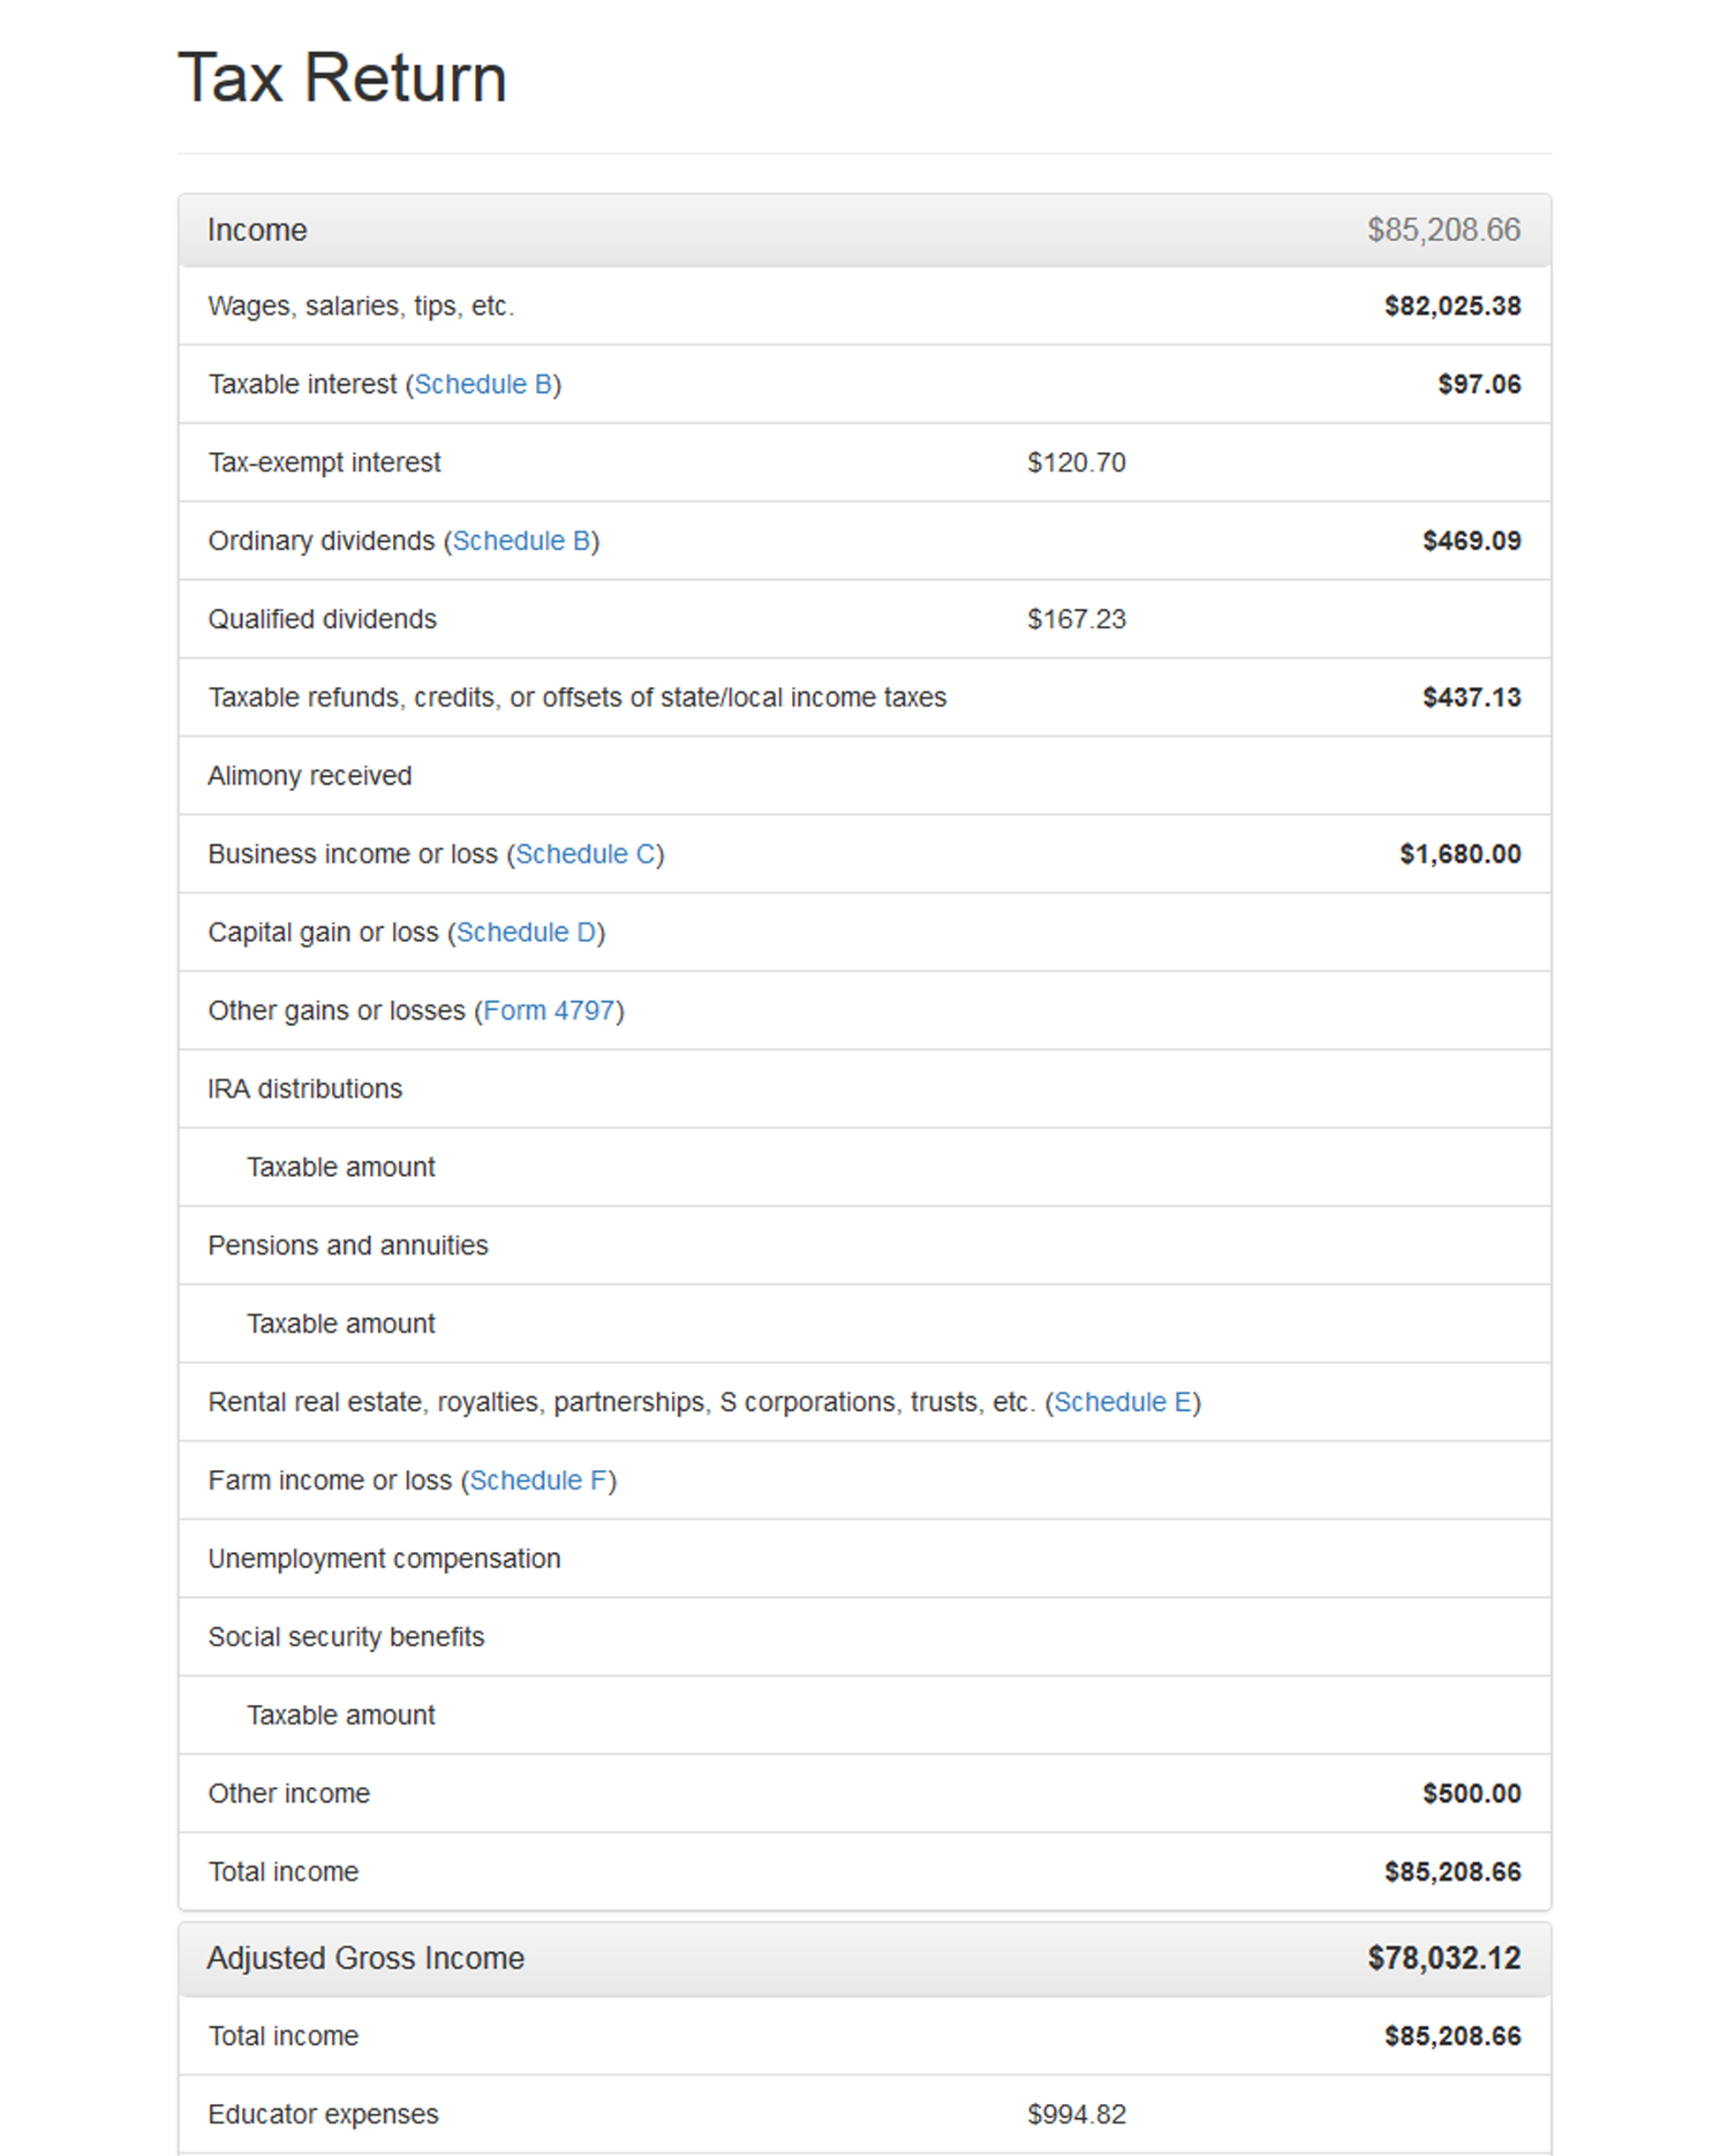 Tax Return
Income $85,208.66
Wages, salaries, tips, etc. $82,025.38
Taxable interest (Schedule B) $97.06
Tax-exempt interest $120.70
Ordinary dividends (Schedule B) $469.09
Qualified dividends $167.23
Taxable refunds, credits, or offsets of state/local income taxes $437.13
Alimony received
Business income or loss (Schedule C) $1,680.00
Capital gain or loss (Schedule D)
Other gains or losses (Form 4797)
IRA distributions
Taxable amount
Pensions and annuities
Taxable amount
Rental real estate, royalties, partnerships, S corporations, trusts, etc. (Schedule E)
Farm income or loss (Schedule F)
Unemployment compensation
Social security benefits
Taxable amount
Other income $500.00
Total income $85,208.66
Adjusted Gross Income $78,032.12
Total income $85,208.66
Educator expenses $994.82